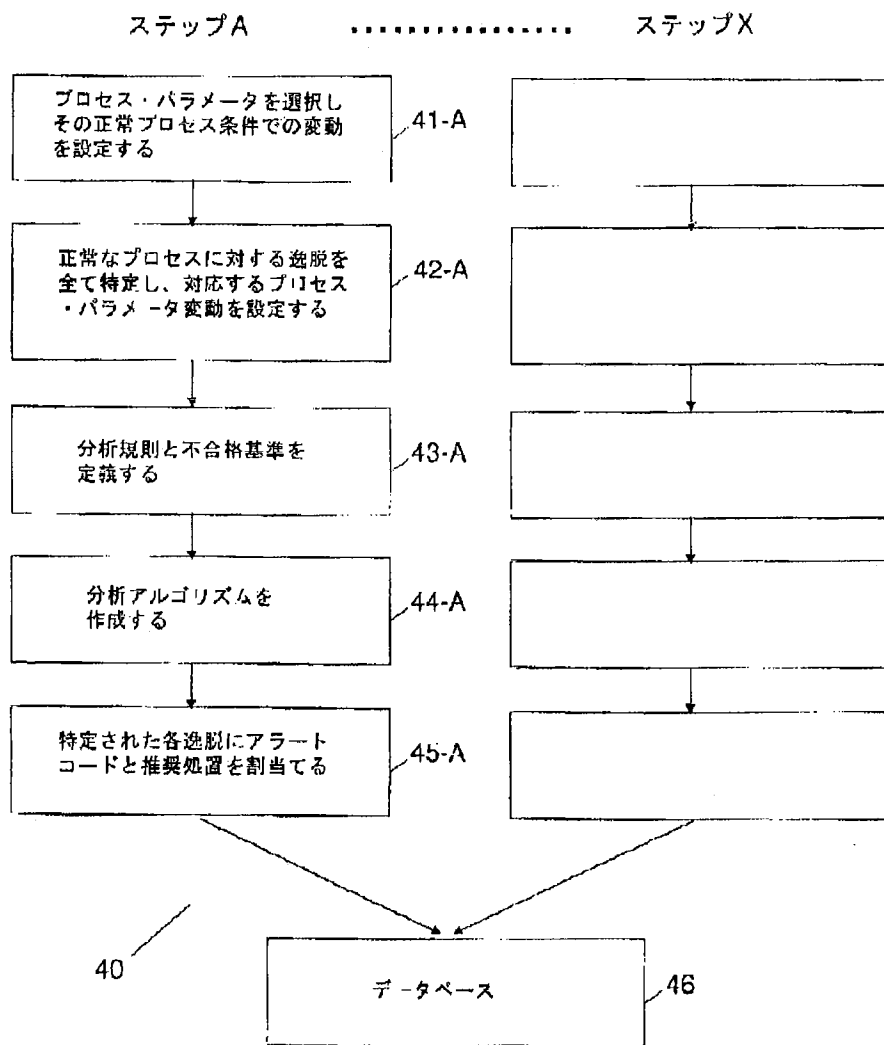 ステップA ステップX
プロセス・パラメータを選択し
その正常プロセス条件での変動
を設定する
41-A
正常なプロセスに対する逸脱を
全て特定し、対応するプロセス
・パラメータ変動を設定する
42-A
分析規則と不合格基準を
定義する
43-A
分析アルゴリズムを
作成する
44-A
特定された各逸脱にアラート
コードと推奨処置を割当てる
45-A
40
データベース
46